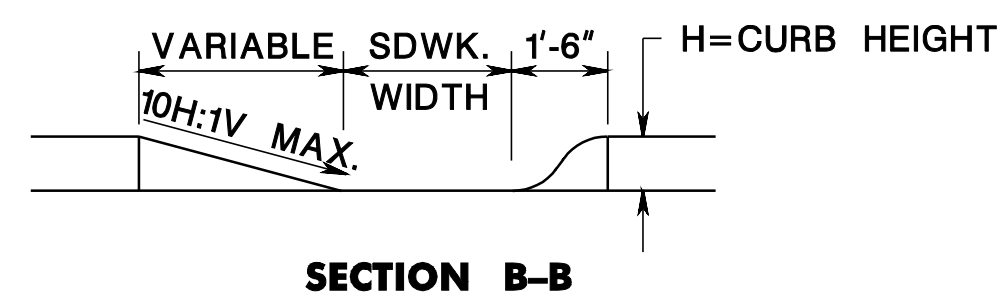 VARIABLE SDWK. 1'-6" H=CURB HEIGHT
WIDTH
10H:1V MAX.
SECTION B–B